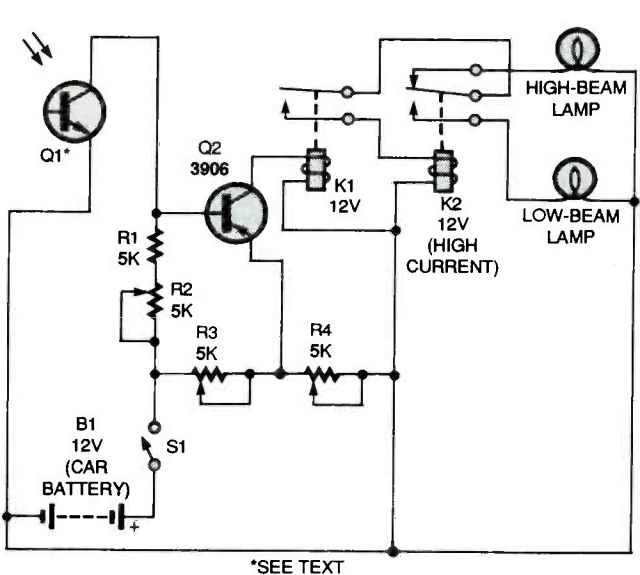 Q1*
Q2
3906
K1
12V
K2
12V
(HIGH
CURRENT)
HIGH-BEAM
LAMP
LOW-BEAM
LAMP
R1
5K
R2
5K
R3
5K
R4
5K
B1
12V
(CAR
BATTERY)
S1
+
*SEE TEXT